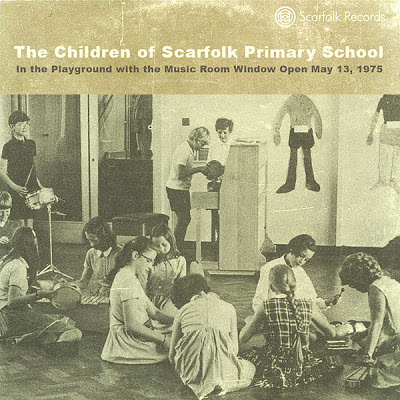 Scarfolk Records
The Children of Scarfolk Primary School
In the Playground with the Music Room Window Open May 13, 1975